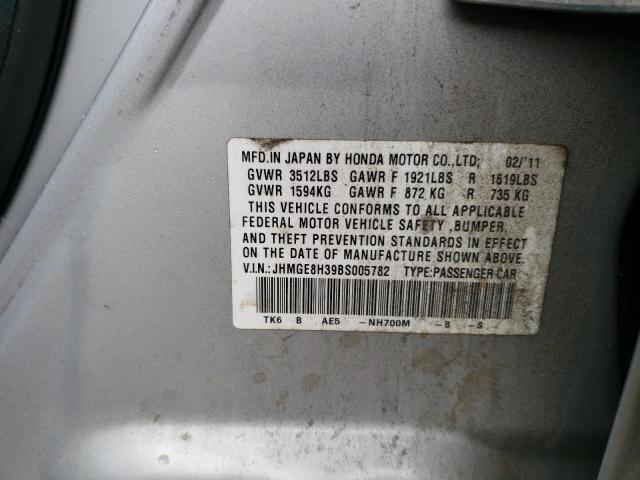 MFD.IN JAPAN BY HONDA MOTOR CO.,LTD; 02/'11
GVWR 3512LBS GAWR F 1921LBS R 1619LBS
GVWR 1594KG GAWR F 872 KG R 735 KG
THIS VEHICLE CONFORMS TO ALL APPLICABLE
FEDERAL MOTOR VEHICLE SAFETY ,BUMPER,
AND THEFT PREVENTION STANDARDS IN EFFECT
ON THE DATE OF MANUFACTURE SHOWN ABOVE.
V.I.N.:JHMGE8H39BS005782 TYPE:PASSENGER CAR
TK6 B AE5 -NH700M -B -S